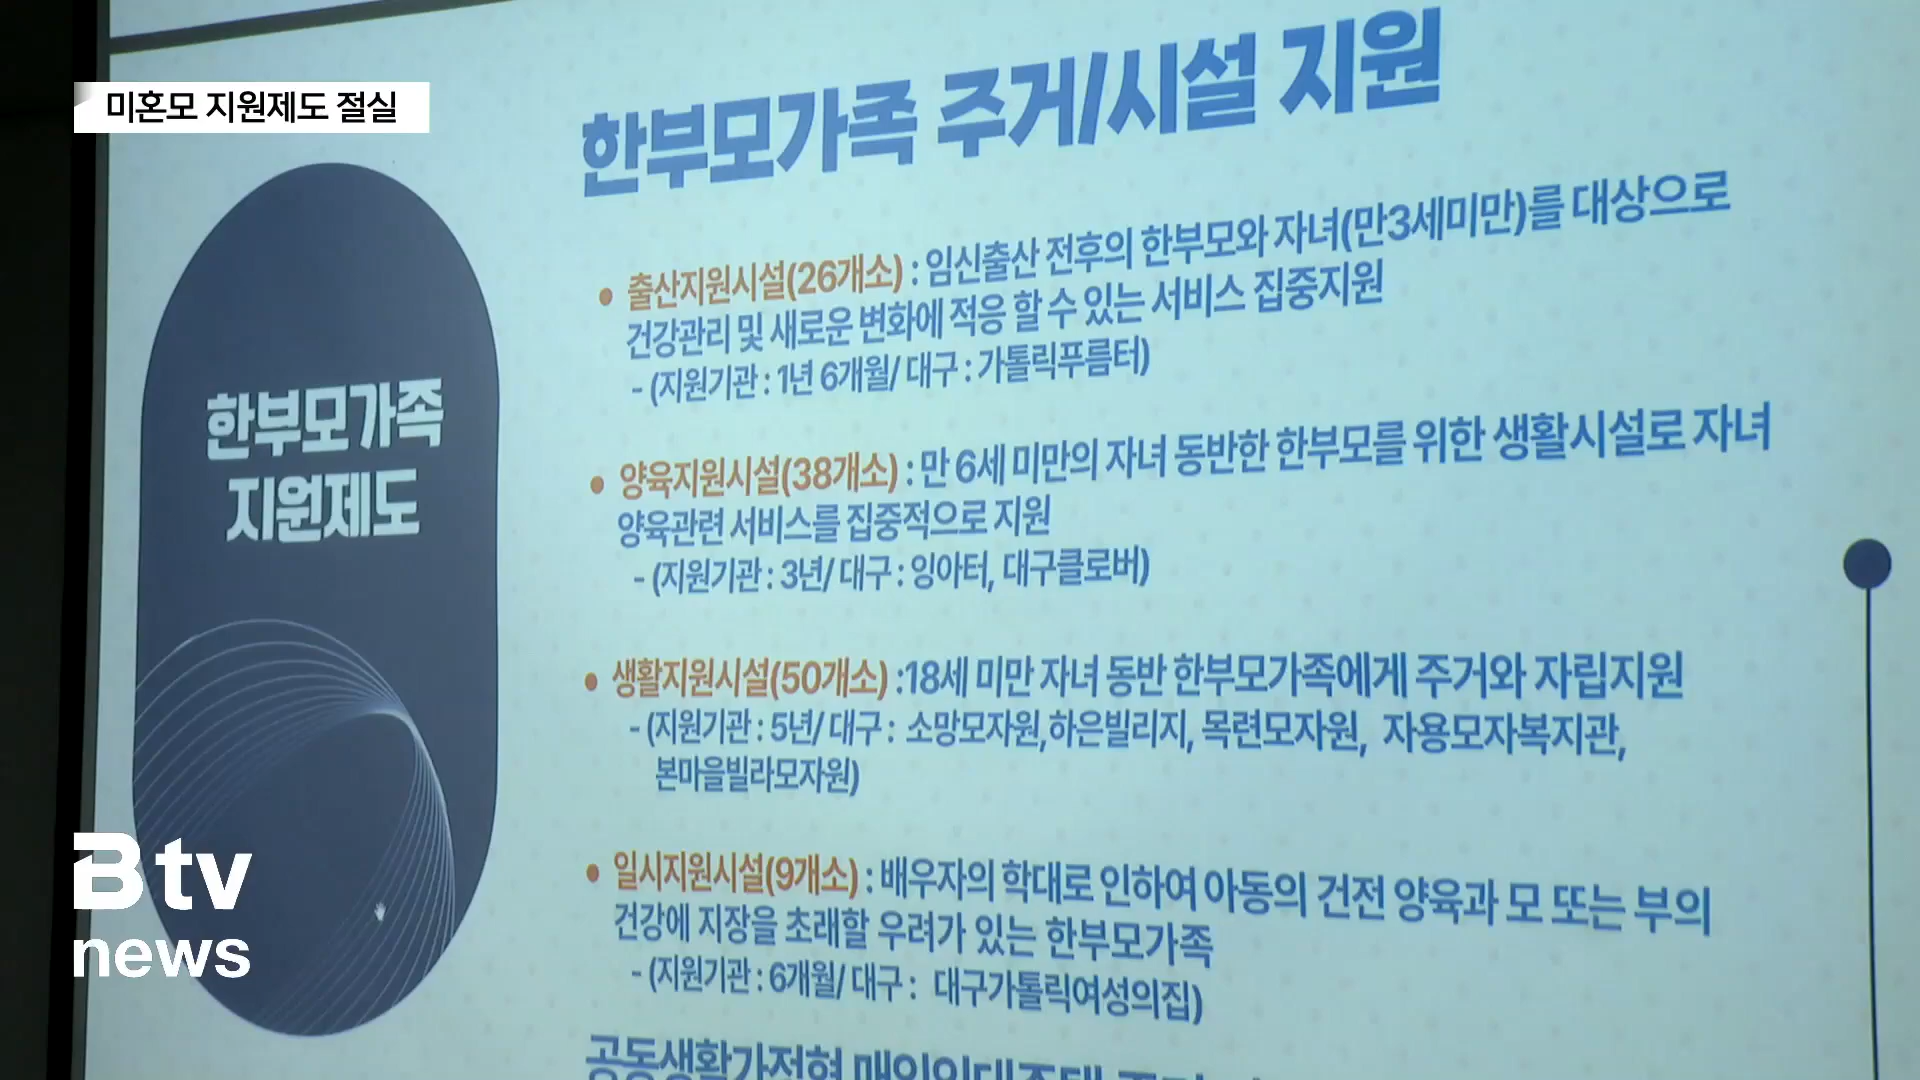 미혼모 지원제도 절실
한부모가족 주거/시설 지원
한부모가족
지원제도
• 출산지원시설(26개소) : 임신출산 전후의 한부모와 자녀(만3세미만)를 대상으로
건강관리 및 새로운 변화에 적응 할 수 있는 서비스 집중지원
- (지원기관 : 1년 6개월/ 대구 : 가톨릭푸름터)
• 양육지원시설(38개소) : 만 6세 미만의 자녀 동반한 한부모를 위한 생활시설로 자녀
양육관련 서비스를 집중적으로 지원
- (지원기관 : 3년/ 대구 : 잉아터, 대구클로버)
• 생활지원시설(50개소) :18세 미만 자녀 동반 한부모가족에게 주거와 자립지원
- (지원기관 : 5년/ 대구 : 소망모자원,하은빌리지, 목련모자원, 자용모자복지관,
본마을빌라모자원)
• 일시지원시설(9개소) : 배우자의 학대로 인하여 아동의 건전 양육과 모 또는 부의
건강에 지장을 초래할 우려가 있는 한부모가족
- (지원기관 : 6개월/ 대구 : 대구가톨릭여성의집)
공동생활가정형 매입임대주택
B tv
news